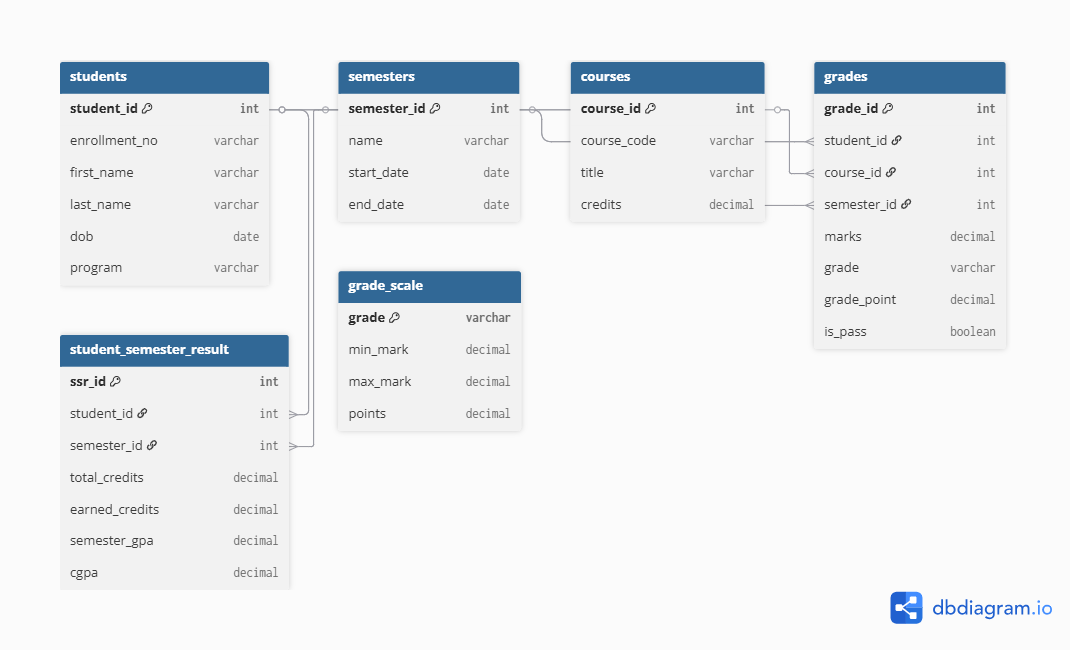 students
student_id int
enrollment_no varchar
first_name varchar
last_name varchar
dob date
program varchar
semesters
semester_id int
name varchar
start_date date
end_date date
courses
course_id int
course_code varchar
title varchar
credits decimal
grades
grade_id int
student_id int
course_id int
semester_id int
marks decimal
grade varchar
grade_point decimal
is_pass boolean
grade_scale
grade varchar
min_mark decimal
max_mark decimal
points decimal
student_semester_result
ssr_id int
student_id int
semester_id int
total_credits decimal
earned_credits decimal
semester_gpa decimal
cgpa decimal
dbdiagram.io